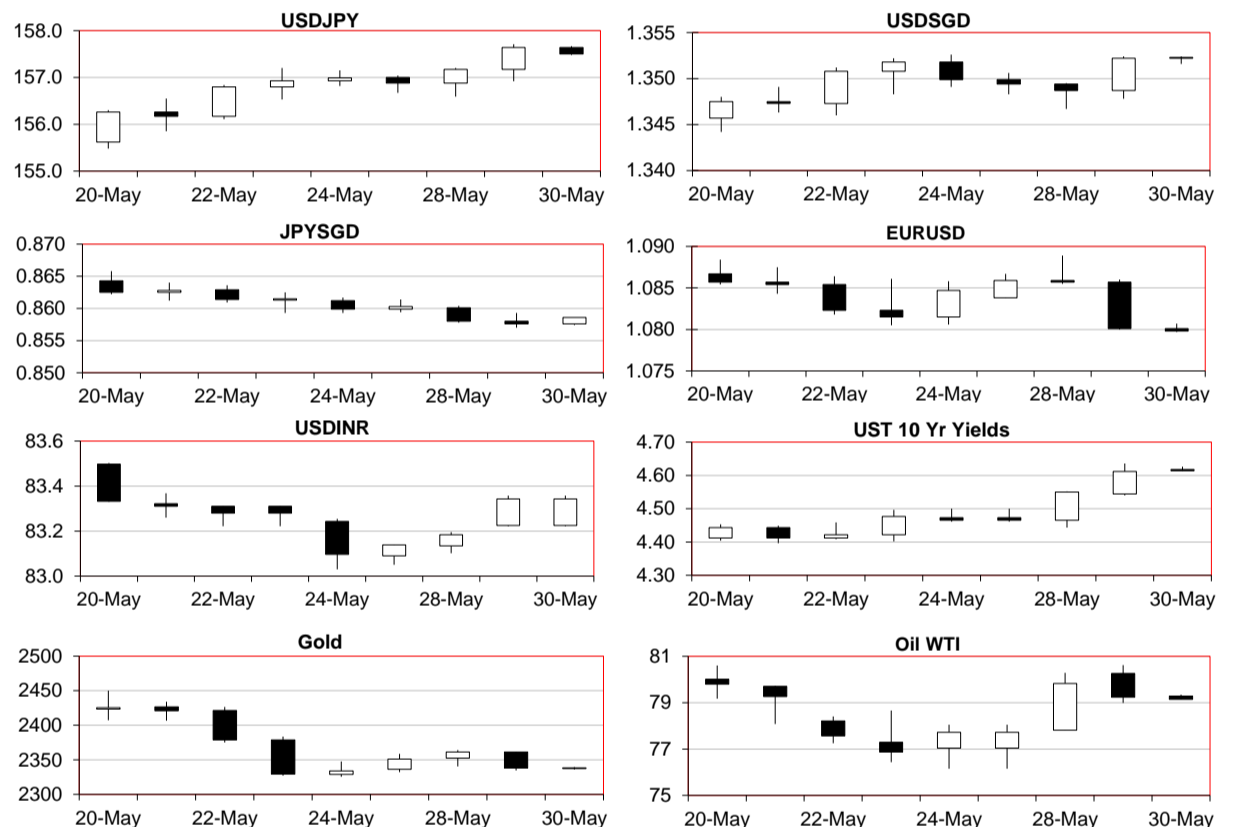 USDJPY
158.0
157.0
156.0
155.0
20-May 22-May 24-May 28-May 30-May
USDSGD
1.355
1.350
1.345
1.340
20-May 22-May 24-May 28-May 30-May
JPYSGD
0.870
0.865
0.860
0.855
0.850
20-May 22-May 24-May 28-May 30-May
EURUSD
1.090
1.085
1.080
1.075
20-May 22-May 24-May 28-May 30-May
USDINR
83.6
83.4
83.2
83.0
20-May 22-May 24-May 28-May 30-May
UST 10 Yr Yields
4.70
4.60
4.50
4.40
4.30
20-May 22-May 24-May 28-May 30-May
Gold
2500
2450
2400
2350
2300
20-May 22-May 24-May 28-May 30-May
Oil WTI
81
79
77
75
20-May 22-May 24-May 28-May 30-May